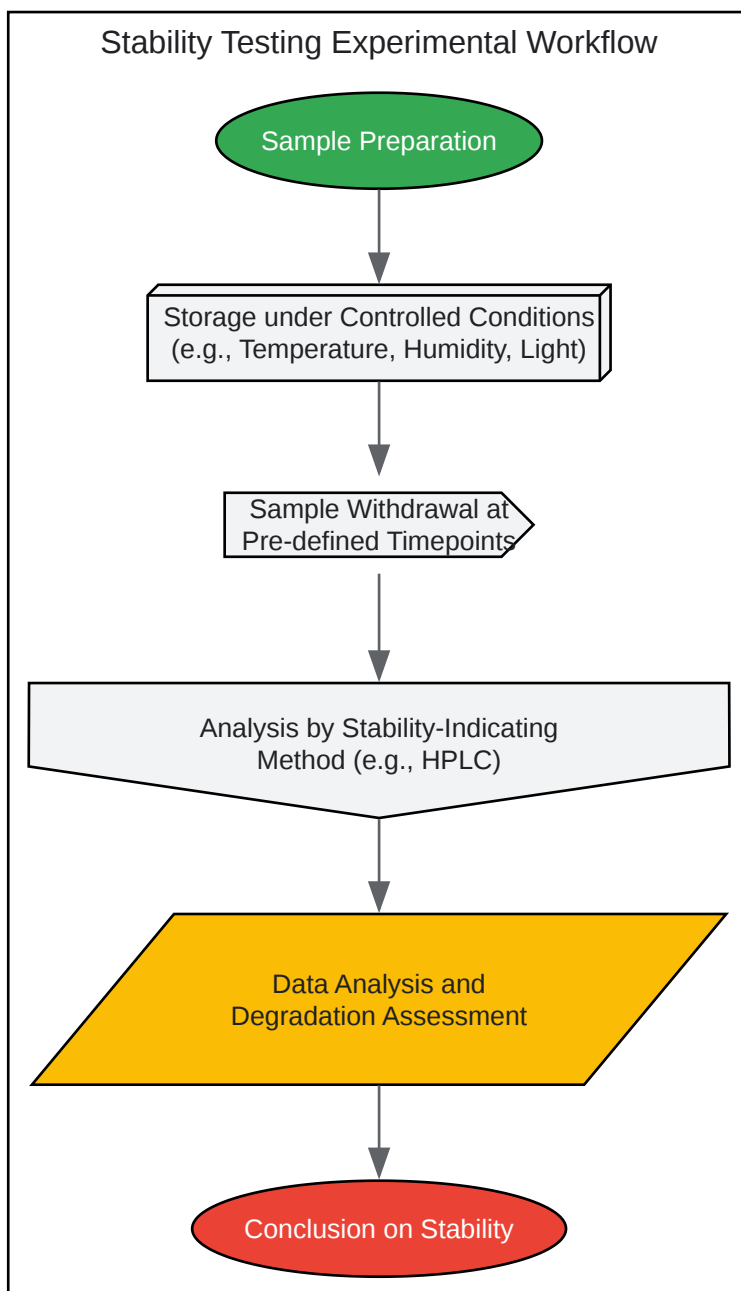 Stability Testing Experimental Workflow
Sample Preparation
Storage under Controlled Conditions
(e.g., Temperature, Humidity, Light)
Sample Withdrawal at
Pre-defined Timepoints
Analysis by Stability-Indicating
Method (e.g., HPLC)
Data Analysis and
Degradation Assessment
Conclusion on Stability